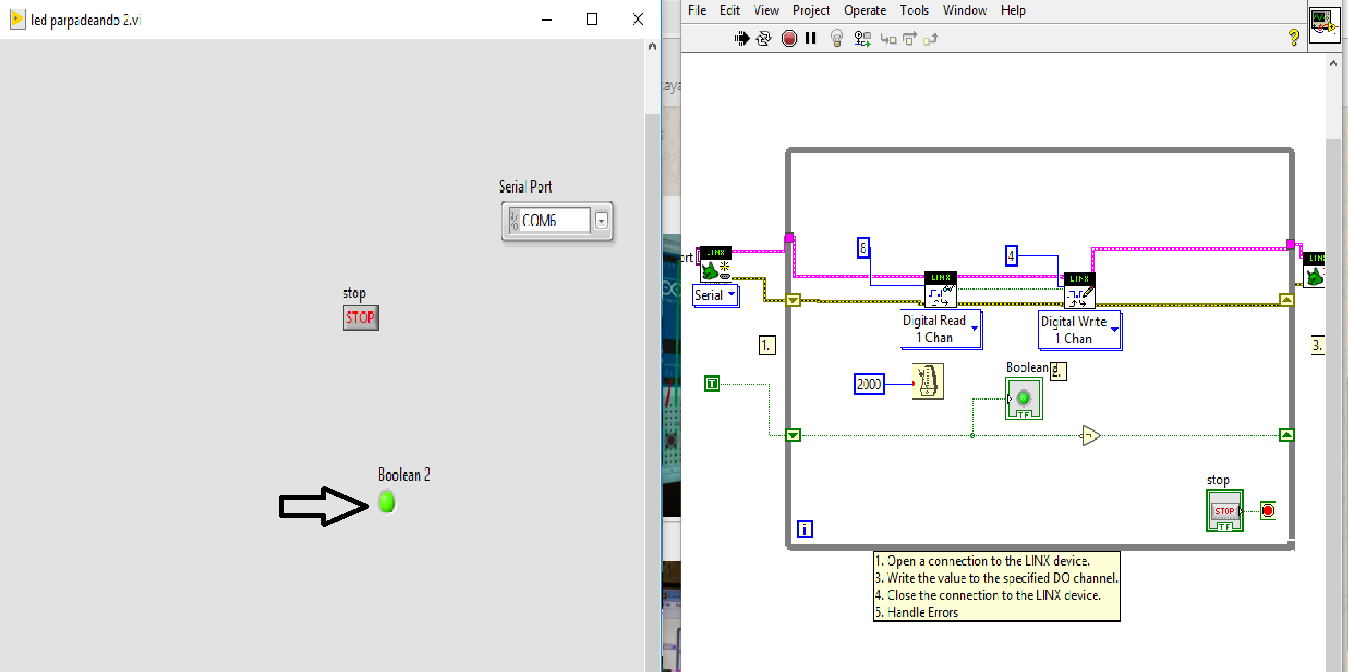 led parpadeando 2.vi
Serial Port
COM6
stop
STOP
Boolean 2
File Edit View Project Operate Tools Window Help
LINX
Serial
1.
8
4
LINX
LINX
Digital Read
1 Chan
Digital Write
1 Chan
3.
T
2000
Boolean
2.
TF
stop
STOP
TF
i
1. Open a connection to the LINX device.
3. Write the value to the specified DO channel.
4. Close the connection to the LINX device.
5. Handle Errors